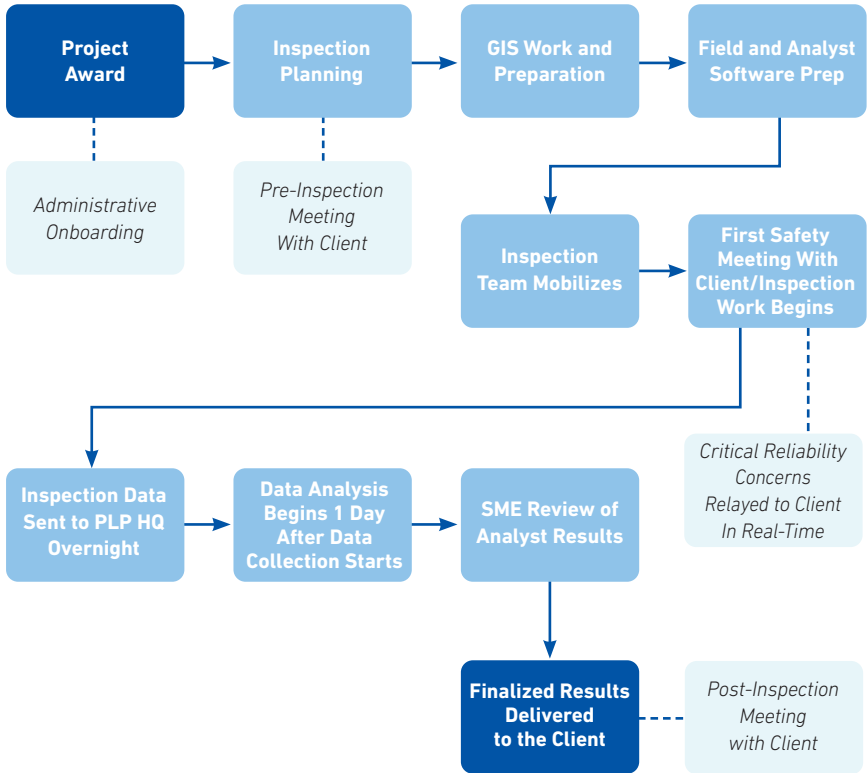 Project
Award
Inspection
Planning
GIS Work and
Preparation
Field and Analyst
Software Prep
Administrative
Onboarding
Pre-Inspection
Meeting
With Client
Inspection
Team Mobilizes
First Safety
Meeting With
Client/Inspection
Work Begins
Critical Reliability
Concerns
Relayed to Client
In Real-Time
Inspection Data
Sent to PLP HQ
Overnight
Data Analysis
Begins 1 Day
After Data
Collection Starts
SME Review of
Analyst Results
Finalized Results
Delivered
to the Client
Post-Inspection
Meeting
with Client